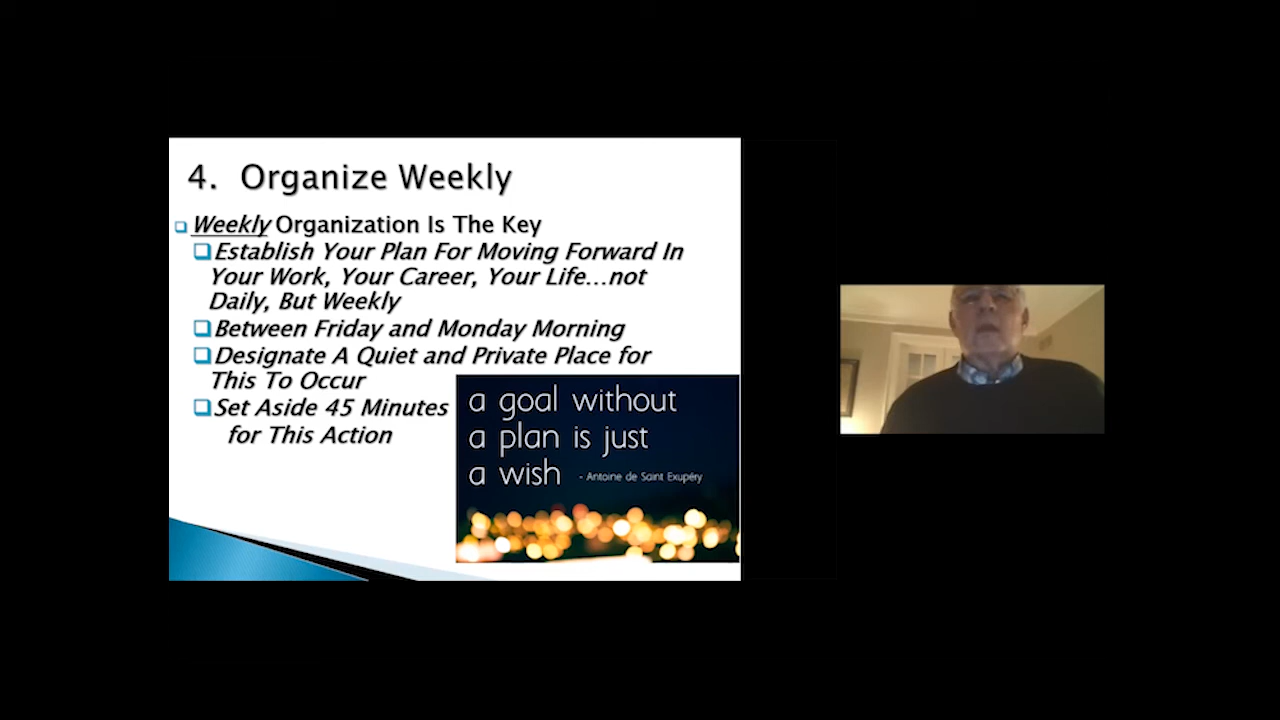 4. Organize Weekly
Weekly Organization Is The Key
Establish Your Plan For Moving Forward In
Your Work, Your Career, Your Life...not
Daily, But Weekly
Between Friday and Monday Morning
Designate A Quiet and Private Place for
This To Occur
Set Aside 45 Minutes
for This Action
a goal without
a plan is just
a wish - Antoine de Saint Exupéry